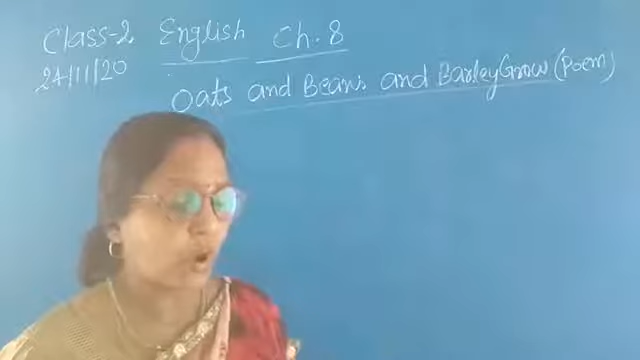 Class-2 English Ch. 8
24/11/20
Oats and Beans and Barley Grow (Poem)